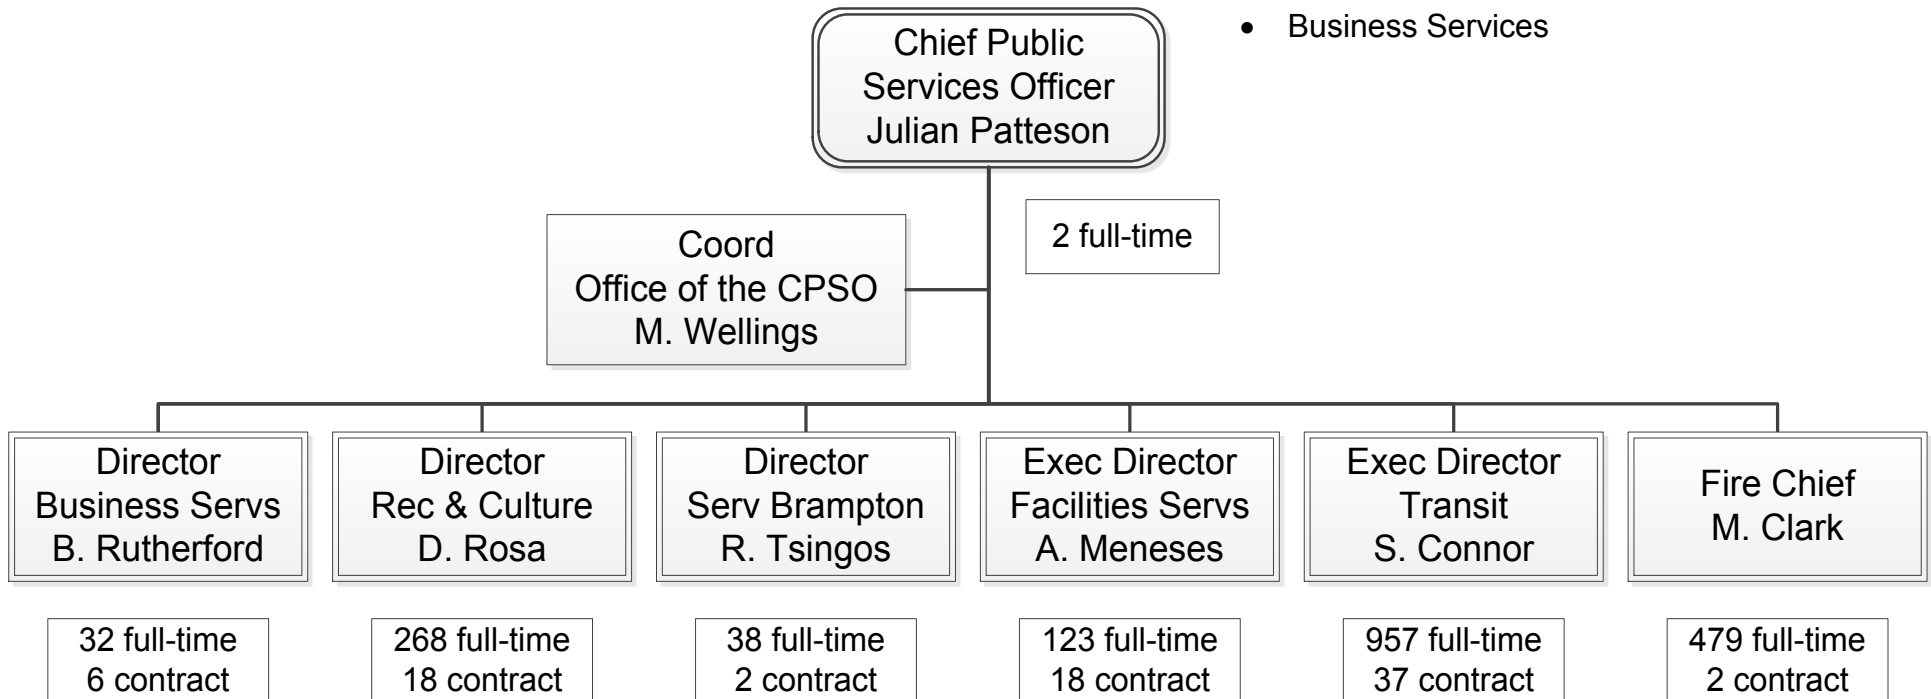 Chief Public
Services Officer
Julian Patteson
• Business Services
2 full-time
Coord
Office of the CPSO
M. Wellings
Director
Business Servs
B. Rutherford
Director
Rec & Culture
D. Rosa
Director
Serv Brampton
R. Tsingos
Exec Director
Facilities Servs
A. Meneses
Exec Director
Transit
S. Connor
Fire Chief
M. Clark
32 full-time
6 contract
268 full-time
18 contract
38 full-time
2 contract
123 full-time
18 contract
957 full-time
37 contract
479 full-time
2 contract